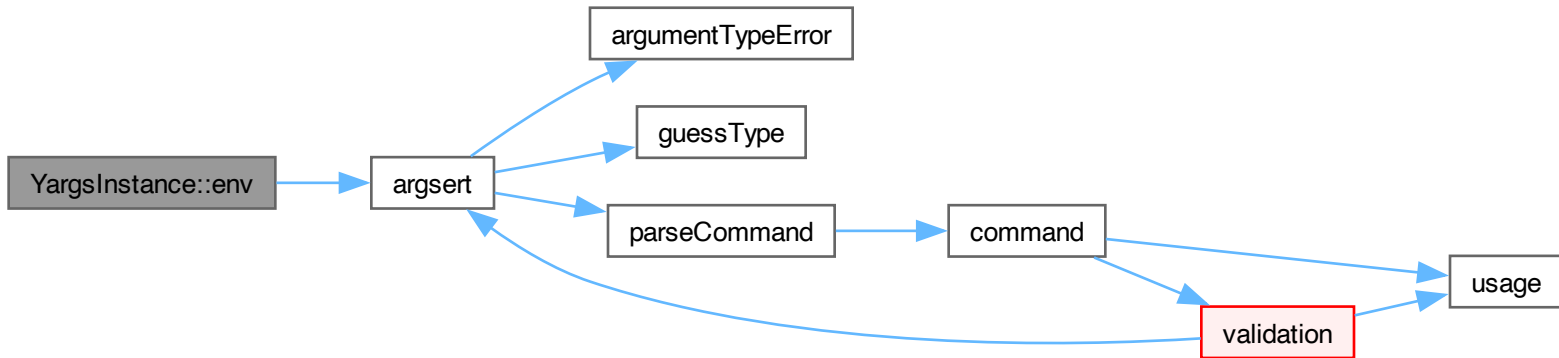 YargsInstance::env
argsert
argumentTypeError
guessType
parseCommand
command
usage
validation